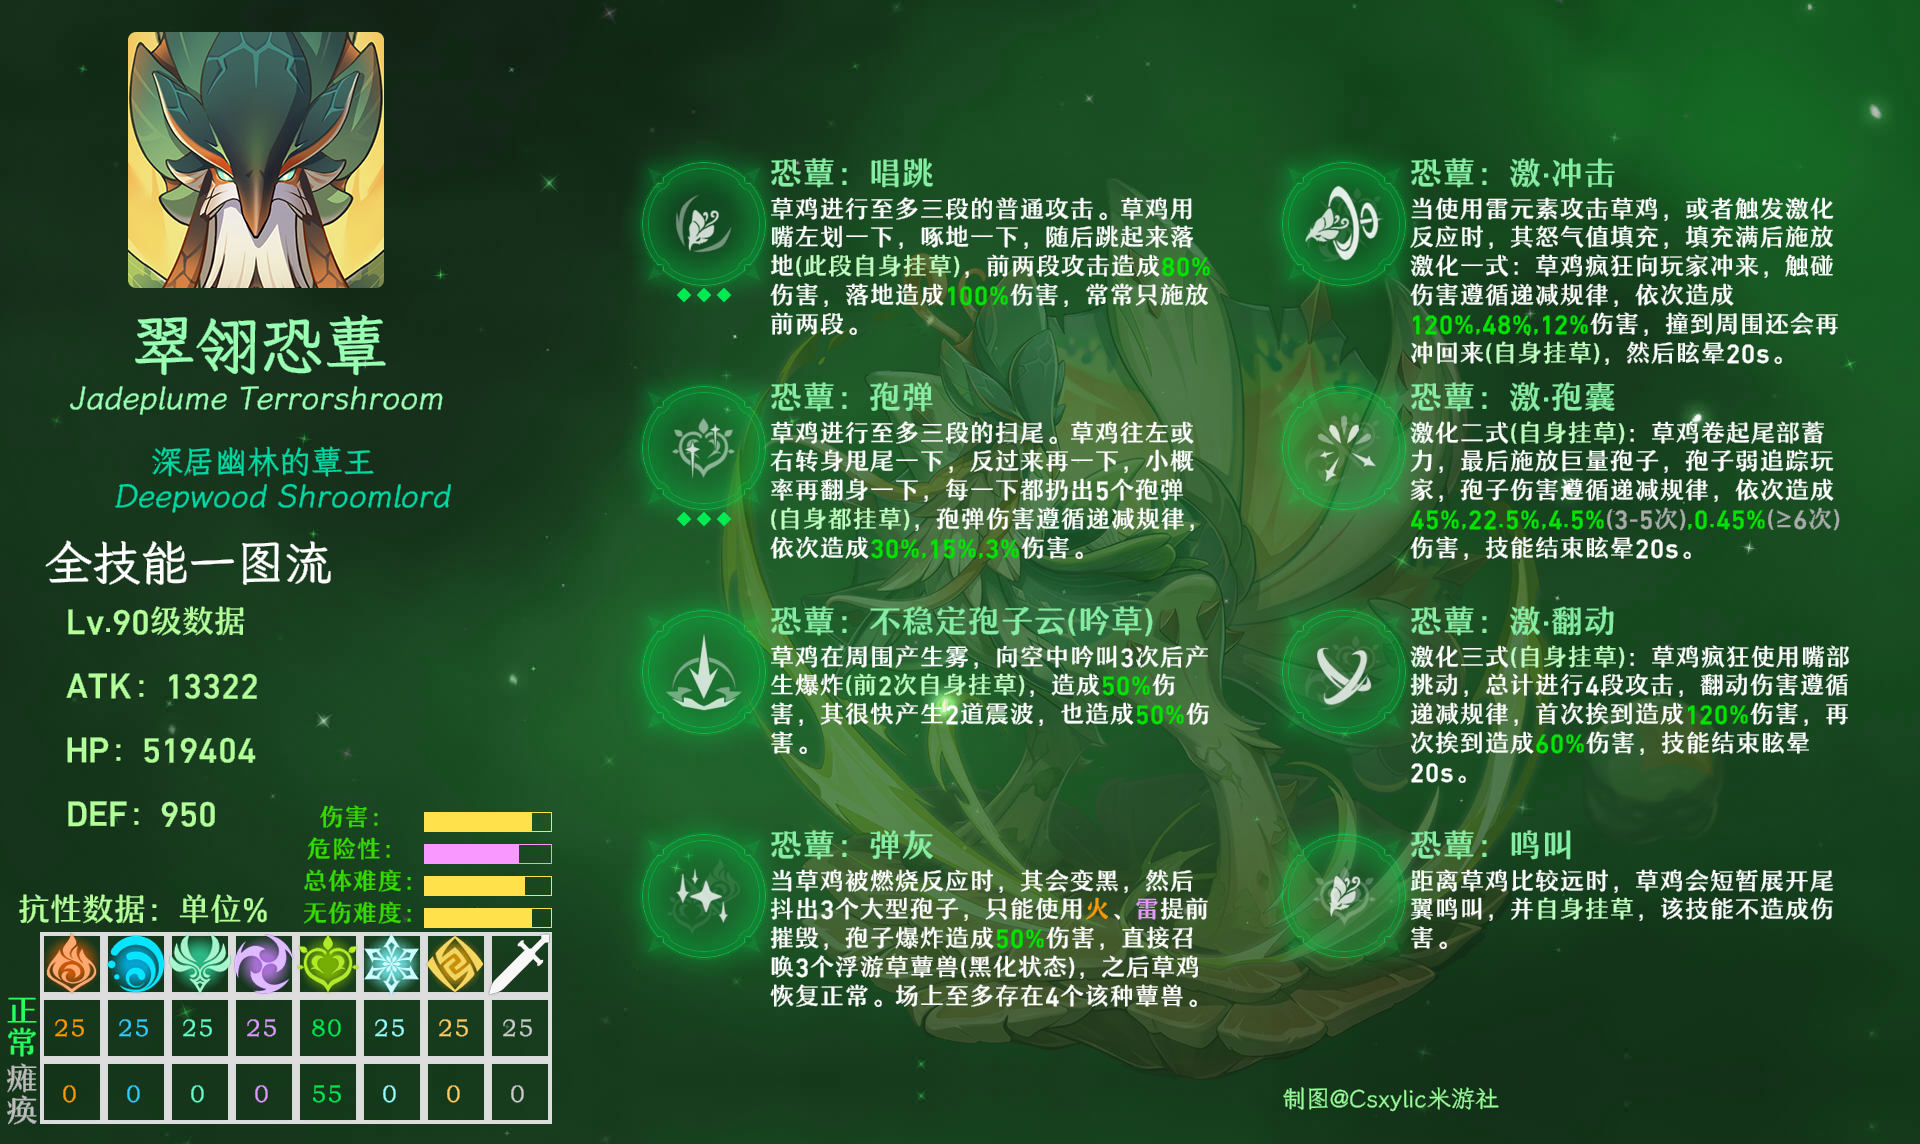 翠翎恐蕈
Jadeplume Terrorshroom
深居幽林的蕈王
Deepwood Shroomlord
全技能一图流
Lv.90级数据
ATK：13322
HP：519404
DEF：950
伤害：
危险性：
总体难度：
无伤难度：
抗性数据：单位%
正常
25 25 25 25 80 25 25 25
瘫痪
0 0 0 0 55 0 0 0
恐蕈：唱跳
草鸡进行至多三段的普通攻击。草鸡用
嘴左划一下，啄地一下，随后跳起来落
地(此段自身挂草)，前两段攻击造成80%
伤害，落地造成100%伤害，常常只施放
前两段。
恐蕈：孢弹
草鸡进行至多三段的扫尾。草鸡往左或
右转身甩尾一下，反过来再一下，小概
率再翻身一下，每一下都扔出5个孢弹
(自身都挂草)，孢弹伤害遵循递减规律，
依次造成30%,15%,3%伤害。
恐蕈：不稳定孢子云(吟草)
草鸡在周围产生雾，向空中吟叫3次后产
生爆炸(前2次自身挂草)，造成50%伤
害，其很快产生2道震波，也造成50%伤
害。
恐蕈：弹灰
当草鸡被燃烧反应时，其会变黑，然后
抖出3个大型孢子，只能使用火、雷提前
摧毁，孢子爆炸造成50%伤害，直接召
唤3个浮游草蕈兽(黑化状态)，之后草鸡
恢复正常。场上至多存在4个该种蕈兽。
恐蕈：激·冲击
当使用雷元素攻击草鸡，或者触发激化
反应时，其怒气值填充，填充满后施放
激化一式：草鸡疯狂向玩家冲来，触碰
伤害遵循递减规律，依次造成
120%,48%,12%伤害，撞到周围还会再
冲回来(自身挂草)，然后眩晕20s。
恐蕈：激·孢囊
激化二式(自身挂草)：草鸡卷起尾部蓄
力，最后施放巨量孢子，孢子弱追踪玩
家，孢子伤害遵循递减规律，依次造成
45%,22.5%,4.5%(3-5次),0.45%(≥6次)
伤害，技能结束眩晕20s。
恐蕈：激·翻动
激化三式(自身挂草)：草鸡疯狂使用嘴部
挑动，总计进行4段攻击，翻动伤害遵循
递减规律，首次挨到造成120%伤害，再
次挨到造成60%伤害，技能结束眩晕
20s。
恐蕈：鸣叫
距离草鸡比较远时，草鸡会短暂展开尾
翼鸣叫，并自身挂草，该技能不造成伤
害。
制图@Csxylic米游社